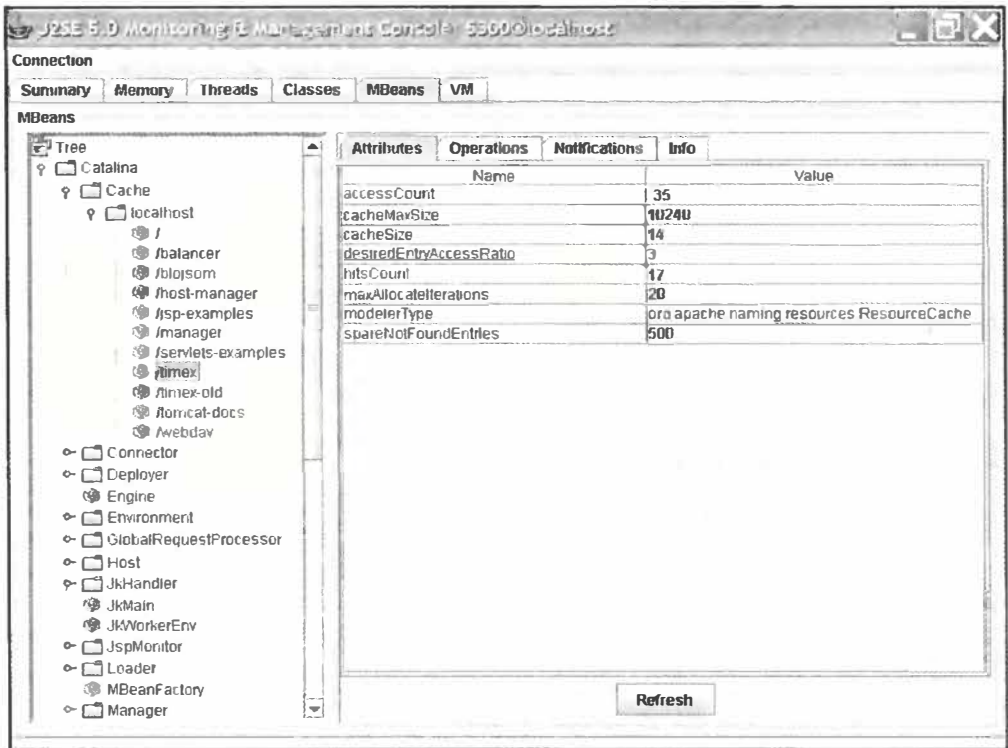 J2SE 5.0 Monitoring & Management Console: 5300@localhost
Connection
Summary Memory Threads Classes MBeans VM
MBeans
Tree
Catalina
Cache
localhost
/
/balancer
/blojsom
/host-manager
/jsp-examples
/manager
/servlets-examples
/timex
/timex-old
/tomcat-docs
/webdav
Connector
Deployer
Engine
Environment
GlobalRequestProcessor
Host
JkHandler
JkMain
JkWorkerEnv
JspMonitor
Loader
MBeanFactory
Manager
Attributes Operations Notifications Info
Name Value
accessCount 35
cacheMaxSize 10240
cacheSize 14
desiredEntryAccessRatio 3
hitsCount 17
maxAllocateIterations 20
modelerType org.apache.naming.resources.ResourceCache
spareNotFoundEntries 500
Refresh